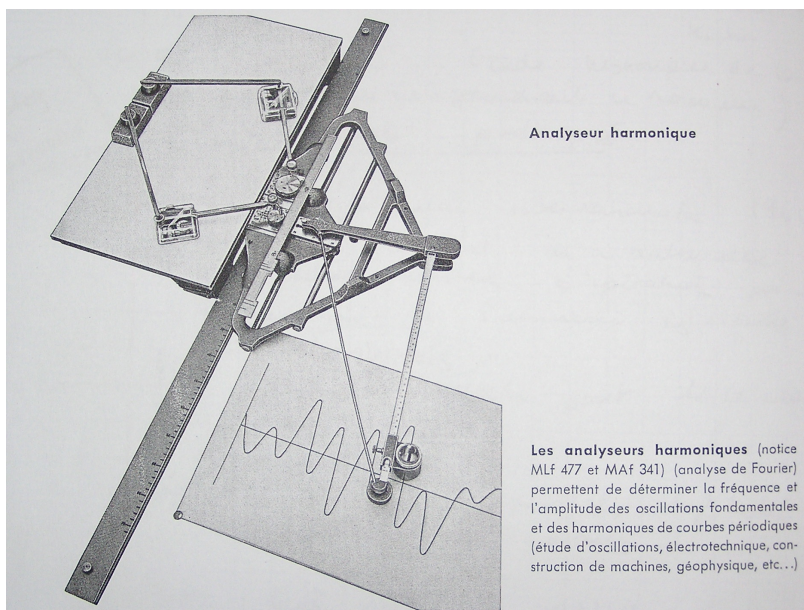 Analyseur harmonique
Les analyseurs harmoniques (notice
MLf 477 et MAf 341) (analyse de Fourier)
permettent de déterminer la fréquence et
l'amplitude des oscillations fondamentales
et des harmoniques de courbes périodiques
(étude d'oscillations, électrotechnique, con-
struction de machines, géophysique, etc...)